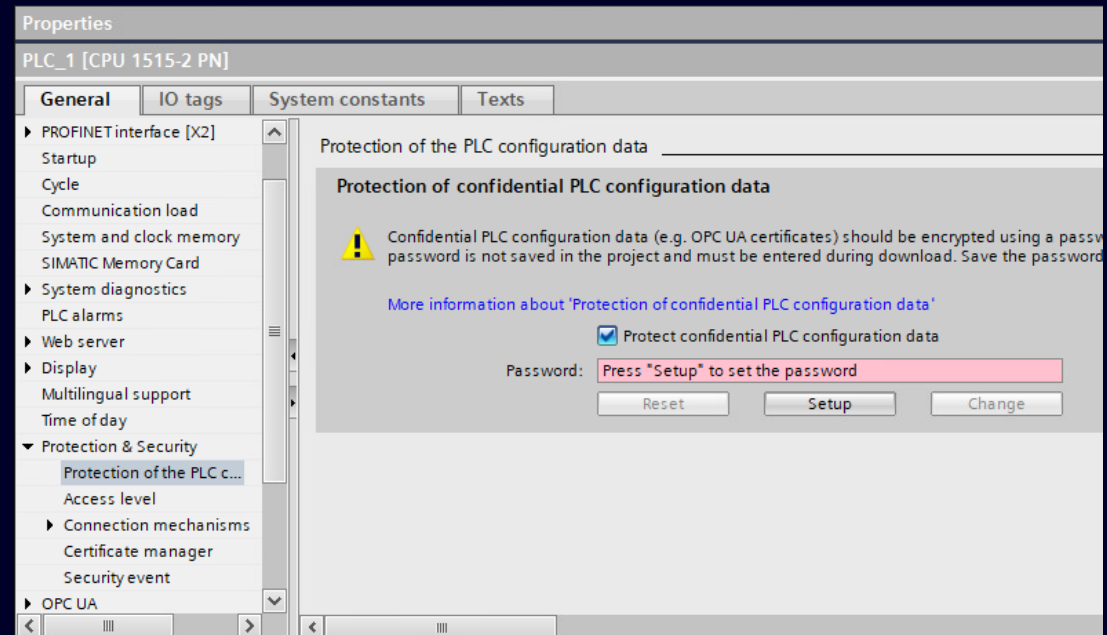 Properties
PLC_1 [CPU 1515-2 PN]
General
IO tags
System constants
Texts
PROFINET interface [X2]
Startup
Cycle
Communication load
System and clock memory
SIMATIC Memory Card
System diagnostics
PLC alarms
Web server
Display
Multilingual support
Time of day
Protection & Security
Protection of the PLC c...
Access level
Connection mechanisms
Certificate manager
Security event
OPC UA
Protection of the PLC configuration data
Protection of confidential PLC configuration data
Confidential PLC configuration data (e.g. OPC UA certificates) should be encrypted using a passw
password is not saved in the project and must be entered during download. Save the password
More information about 'Protection of confidential PLC configuration data'
Protect confidential PLC configuration data
Password: Press "Setup" to set the password
Reset
Setup
Change